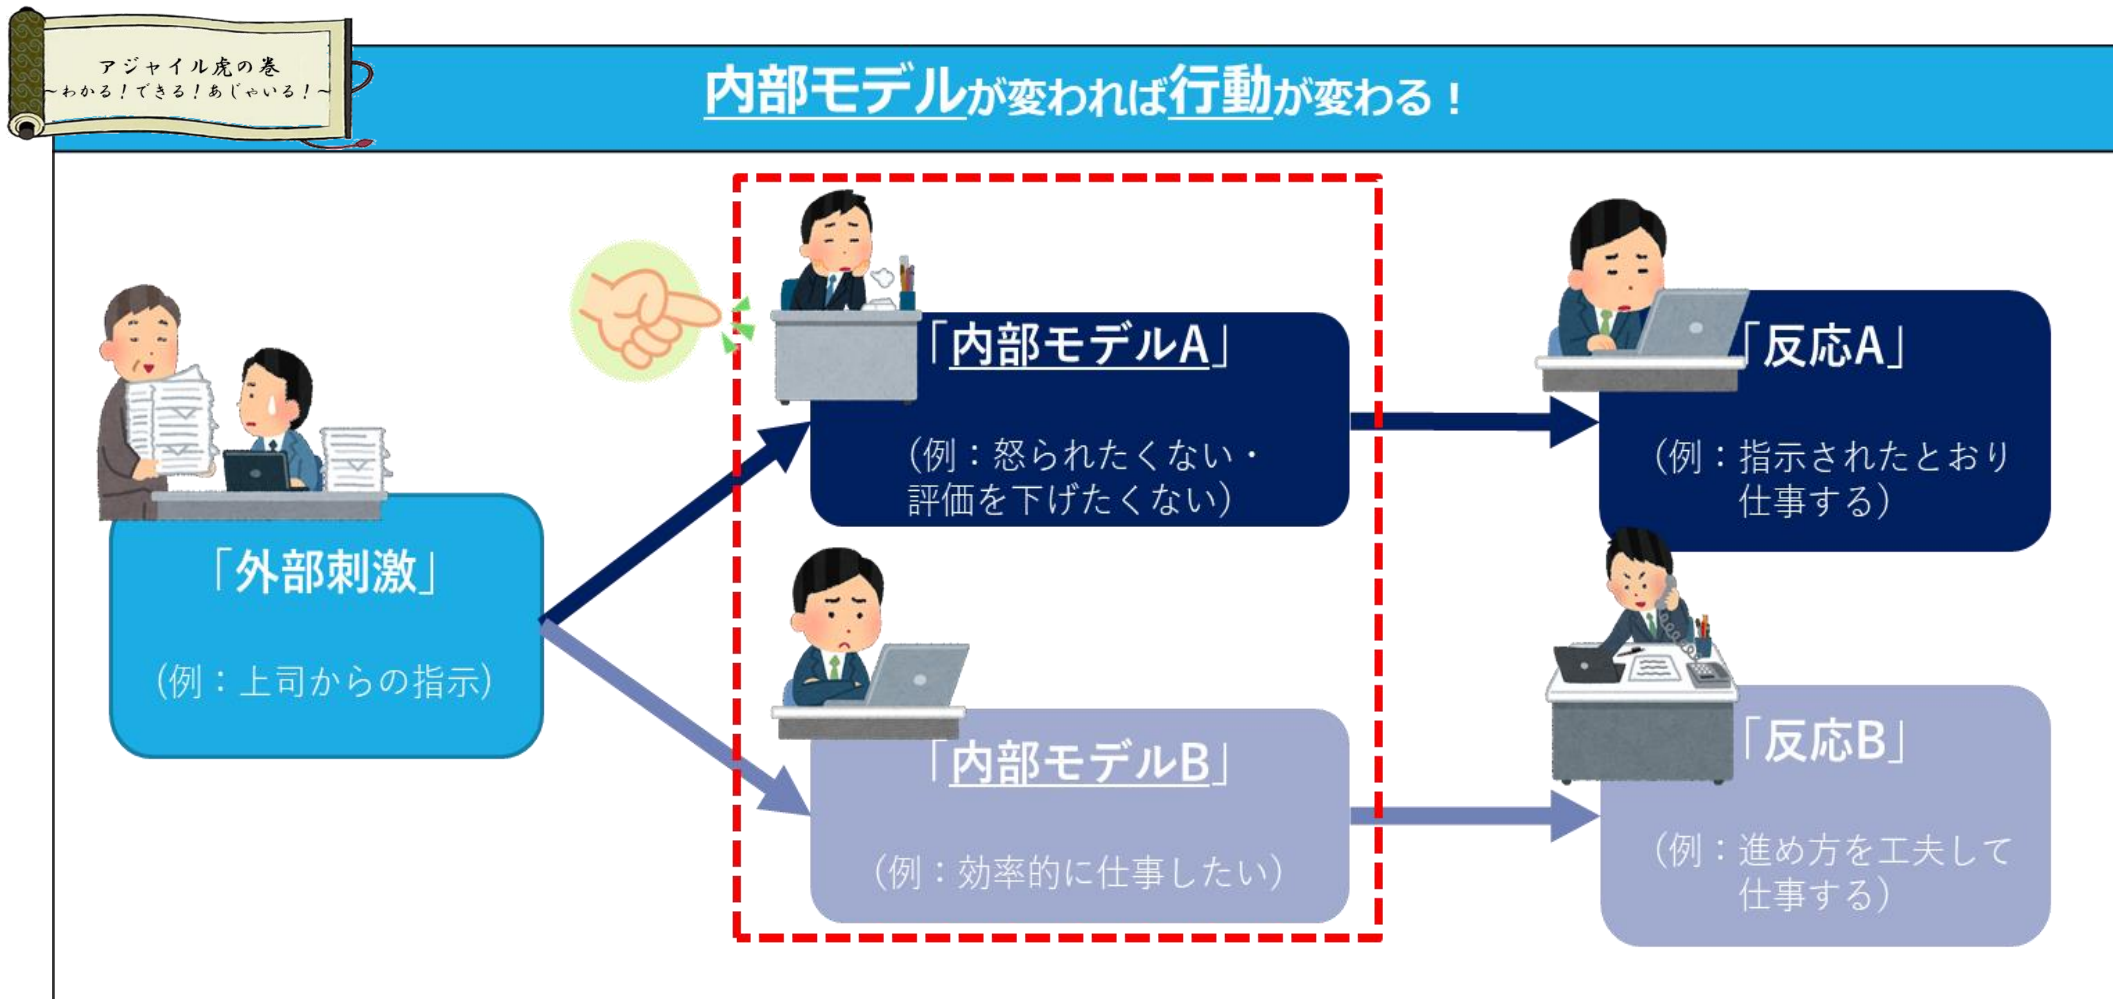 アジャイル虎の巻
～わかる！できる！あじゃいる！～
内部モデルが変われば行動が変わる！
「外部刺激」
（例：上司からの指示）
「内部モデルA」
（例：怒られたくない・
評価を下げたくない）
「反応A」
（例：指示されたとおり
仕事する）
「内部モデルB」
（例：効率的に仕事したい）
「反応B」
（例：進め方を工夫して
仕事する）